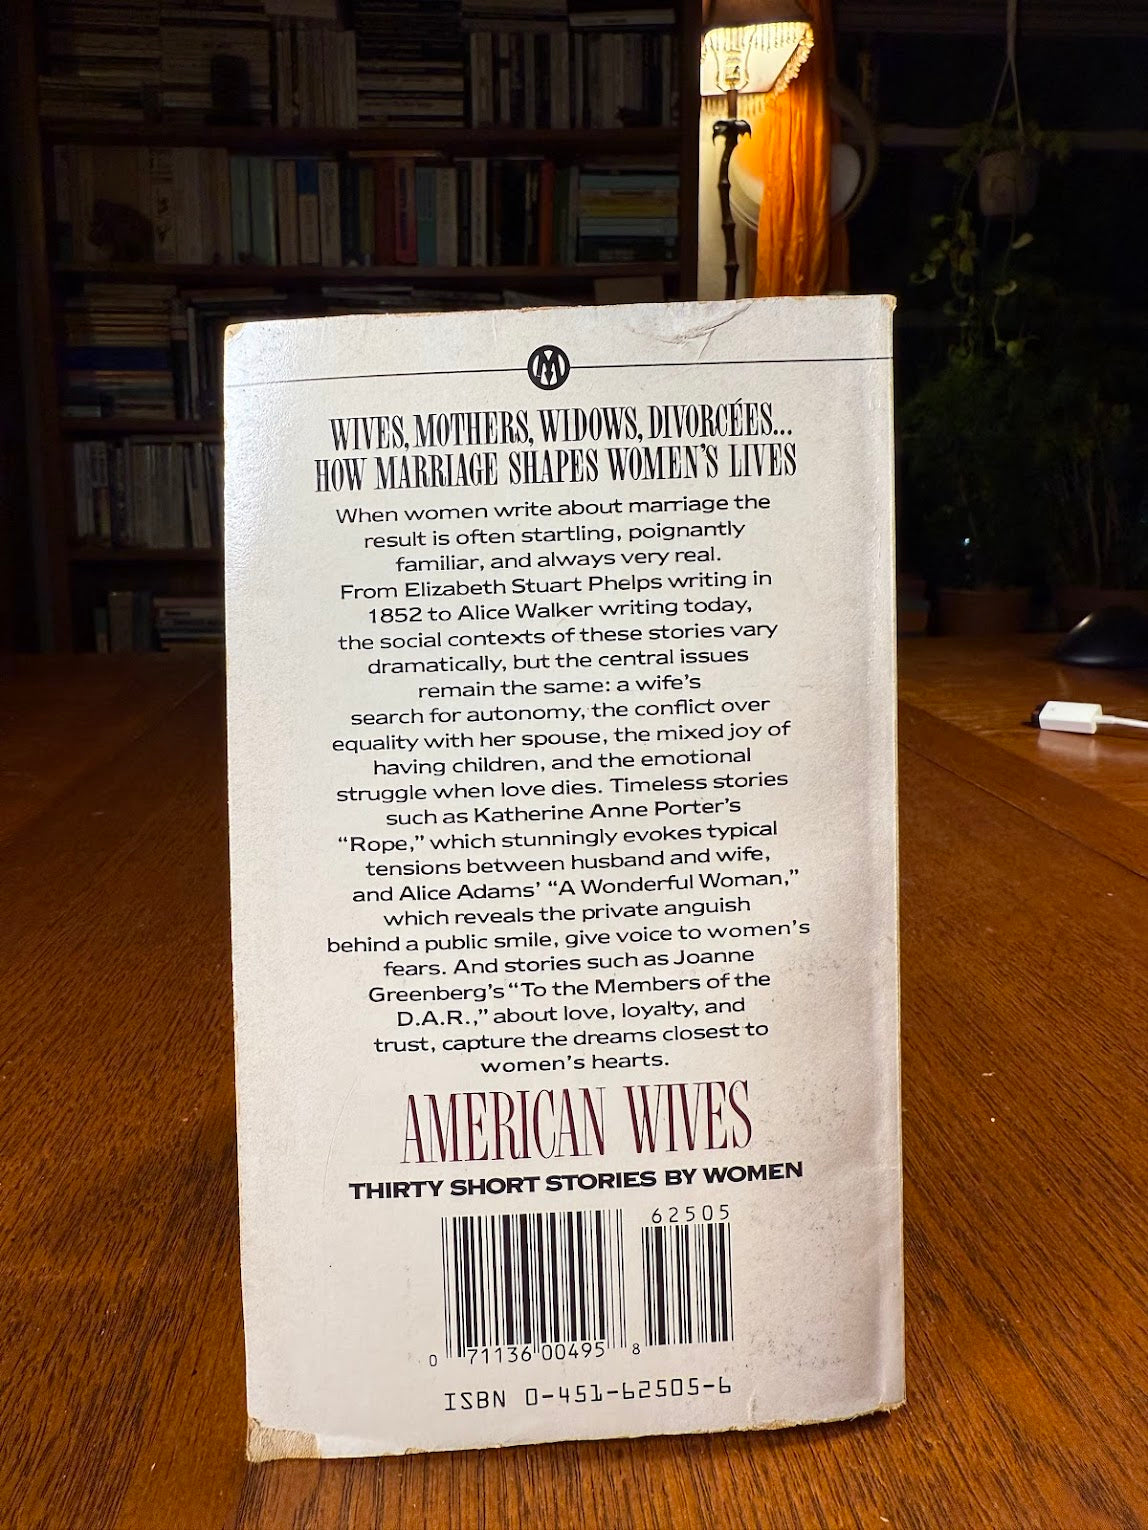 M
WIVES, MOTHERS, WIDOWS, DIVORCÉES...
HOW MARRIAGE SHAPES WOMEN'S LIVES
When women write about marriage the
result is often startling, poignantly
familiar, and always very real.
From Elizabeth Stuart Phelps writing in
1852 to Alice Walker writing today,
the social contexts of these stories vary
dramatically, but the central issues
remain the same: a wife's
search for autonomy, the conflict over
equality with her spouse, the mixed joy of
having children, and the emotional
struggle when love dies. Timeless stories
such as Katherine Anne Porter's
“Rope,” which stunningly evokes typical
tensions between husband and wife,
and Alice Adams' “A Wonderful Woman,”
which reveals the private anguish
behind a public smile, give voice to women's
fears. And stories such as Joanne
Greenberg's “To the Members of the
D.A.R.,” about love, loyalty, and
trust, capture the dreams closest to
women's hearts.
AMERICAN WIVES
THIRTY SHORT STORIES BY WOMEN
62505
0 71136 00495 8
ISBN 0-451-62505-6